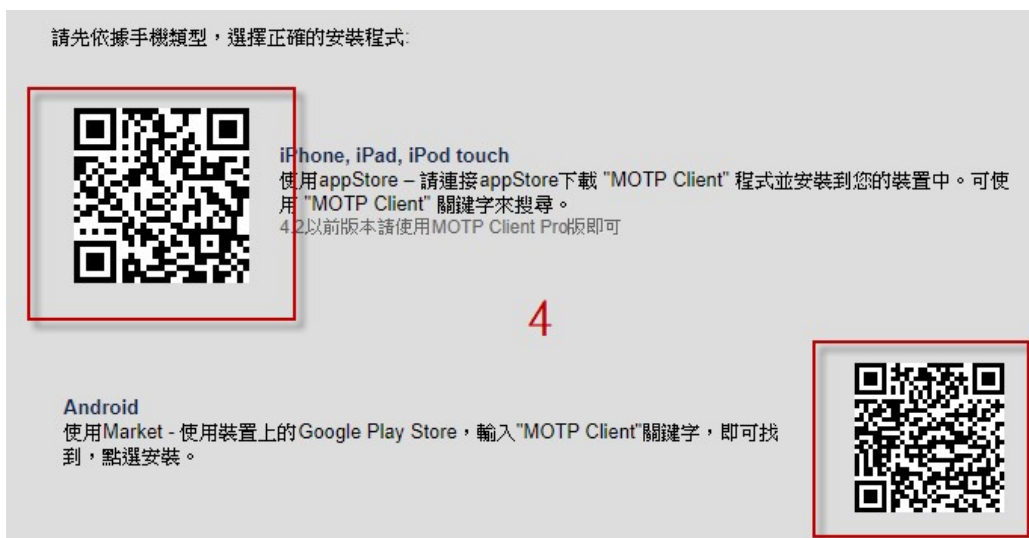 請先依據手機類型，選擇正確的安裝程式:
iPhone, iPad, iPod touch
使用appStore – 請連接appStore下載 "MOTP Client" 程式並安裝到您的裝置中。可使
用 "MOTP Client" 關鍵字來搜尋。
4.2以前版本請使用MOTP Client Pro版即可
4
Android
使用Market - 使用裝置上的Google Play Store，輸入"MOTP Client"關鍵字，即可找
到，點選安裝。